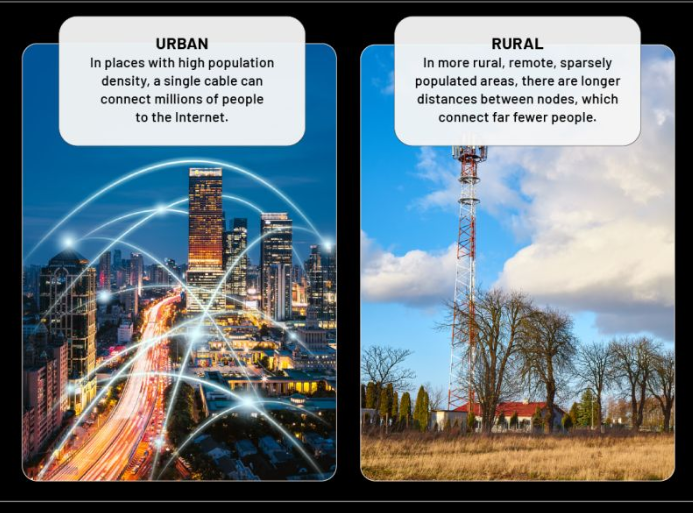 URBAN
In places with high population
density, a single cable can
connect millions of people
to the Internet.
RURAL
In more rural, remote, sparsely
populated areas, there are longer
distances between nodes, which
connect far fewer people.